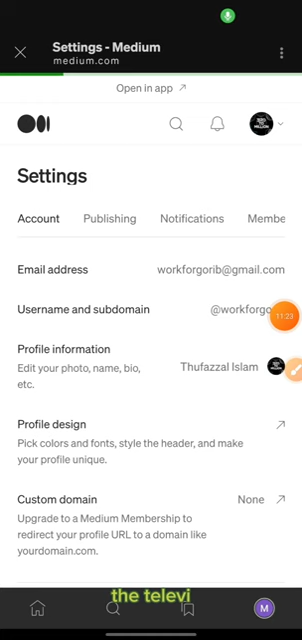 Settings - Medium
medium.com
Open in app ↗
Settings
Account Publishing Notifications Membe
Email address workforgorib@gmail.com
Username and subdomain @workforgo
11:23
Profile information
Edit your photo, name, bio,
etc.
Thufazzal Islam
Profile design ↗
Pick colors and fonts, style the header, and make
your profile unique.
Custom domain None ↗
Upgrade to a Medium Membership to
redirect your profile URL to a domain like
yourdomain.com.
the televi
M